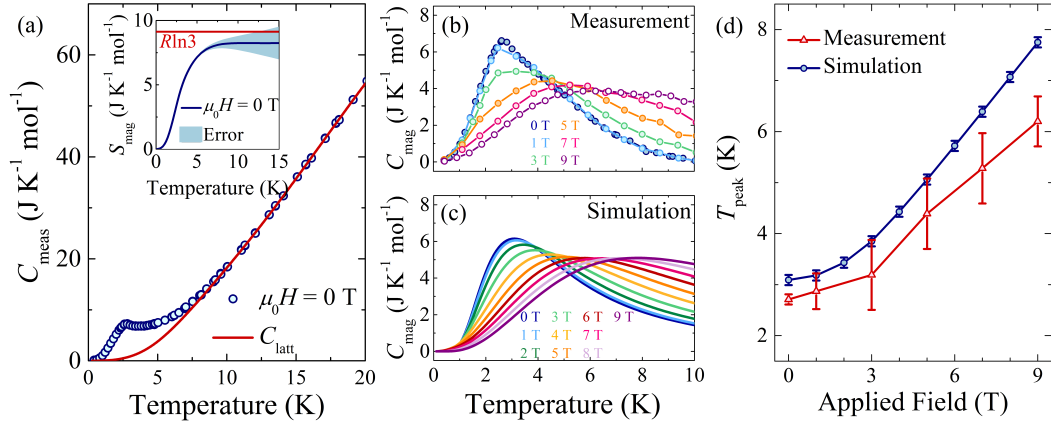 (a)
C_meas (J K⁻¹ mol⁻¹)
60
40
20
0
0 5 10 15 20
Temperature (K)
μ₀H = 0 T
C_latt
S_mag (J K⁻¹ mol⁻¹)
10
7.5
5
2.5
0
Rln3
μ₀H = 0 T
Error
0 5 10 15
Temperature (K)
(b) Measurement
C_mag (J K⁻¹ mol⁻¹)
8
6
4
2
0
0 T 5 T
1 T 7 T
3 T 9 T
(c) Simulation
C_mag (J K⁻¹ mol⁻¹)
8
6
4
2
0
0 T 3 T 6 T 9 T
1 T 4 T 7 T
2 T 5 T 8 T
0 2 4 6 8 10
Temperature (K)
(d)
Measurement
Simulation
T_peak (K)
8
6
4
2
0 3 6 9
Applied Field (T)